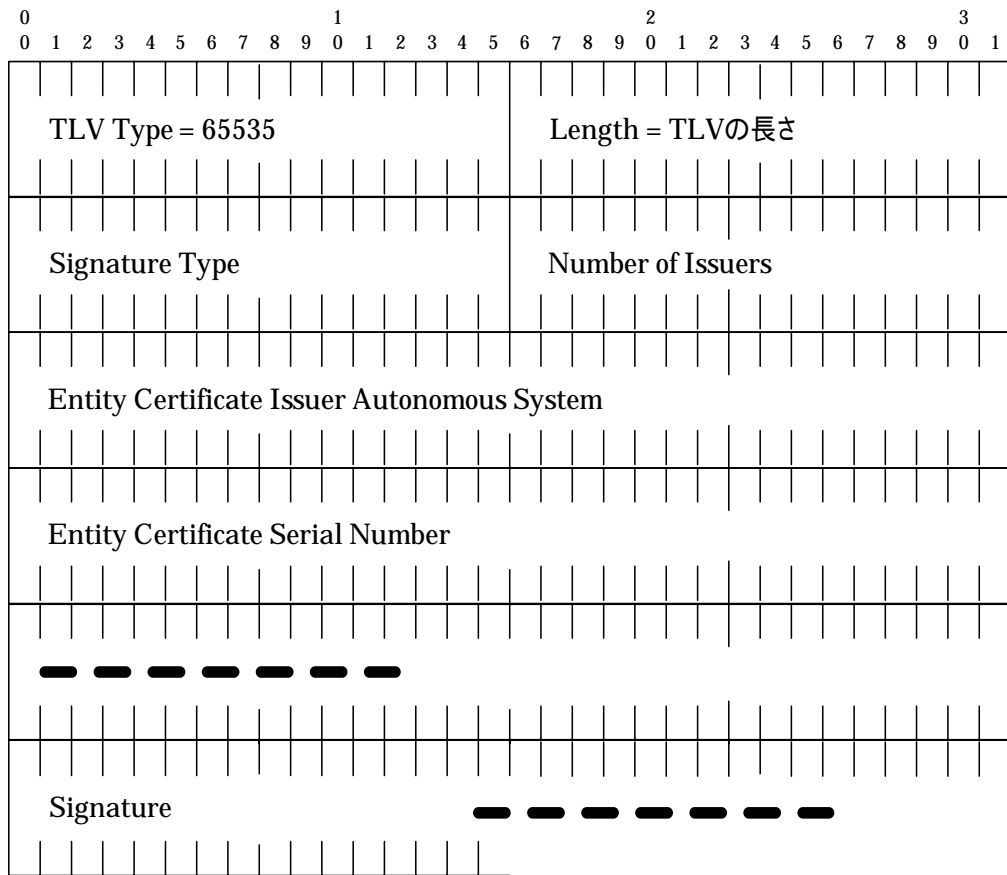 0 1 2 3
0 1 2 3 4 5 6 7 8 9 0 1 2 3 4 5 6 7 8 9 0 1 2 3 4 5 6 7 8 9 0 1
TLV Type = 65535 Length = TLVの長さ
Signature Type Number of Issuers
Entity Certificate Issuer Autonomous System
Entity Certificate Serial Number
Signature